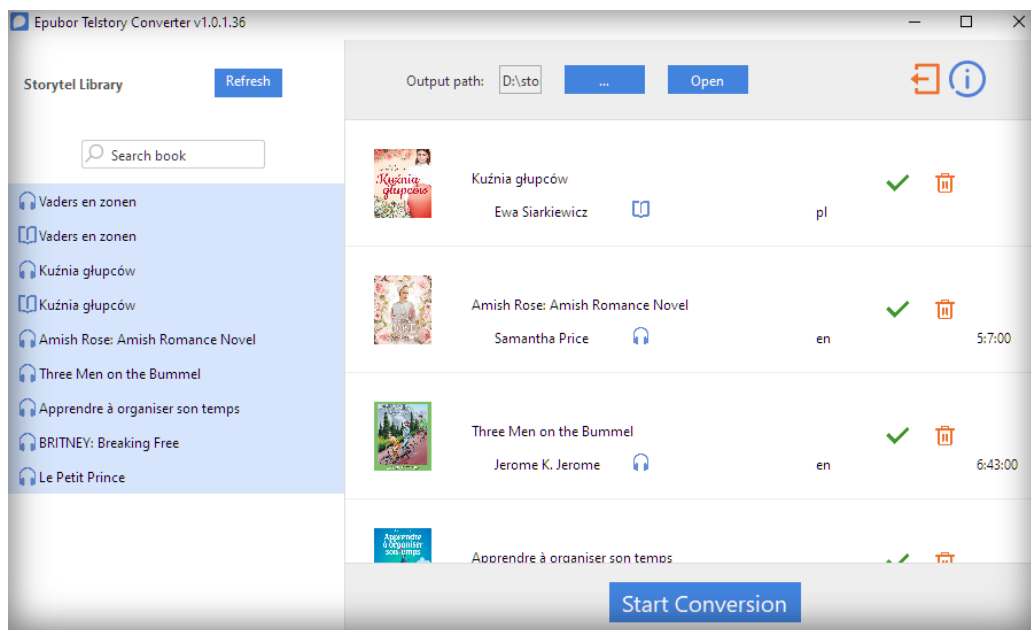 Epubor Telstory Converter v1.0.1.36
Storytel Library
Refresh
Output path:
D:\sto
...
Open
Search book
Vaders en zonen
Vaders en zonen
Kuźnia głupców
Kuźnia głupców
Amish Rose: Amish Romance Novel
Three Men on the Bummel
Apprendre à organiser son temps
BRITNEY: Breaking Free
Le Petit Prince
Kuźnia głupców
Kuźnia głupców
Ewa Siarkiewicz
pl
Amish Rose: Amish Romance Novel
Samantha Price
en
5:7:00
Three Men on the Bummel
Jerome K. Jerome
en
6:43:00
Apprendre
à organiser
son temps
Apprendre à organiser son temps
Start Conversion